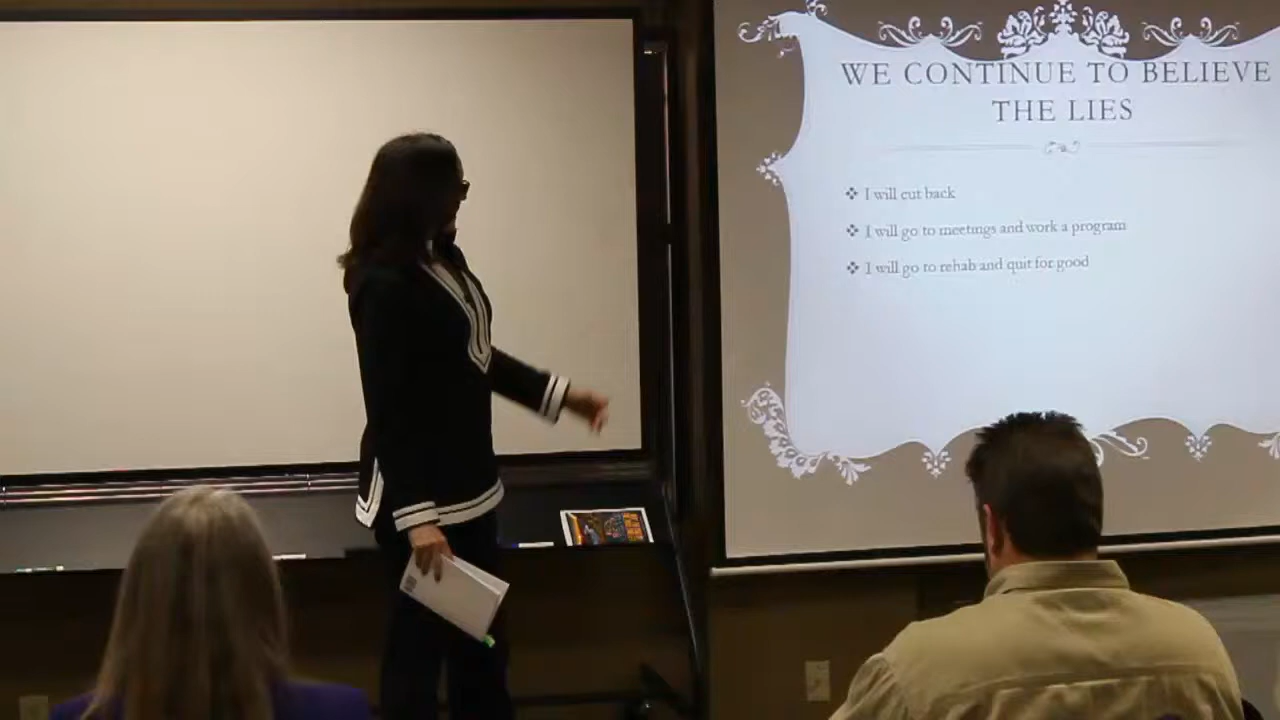 WE CONTINUE TO BELIEVE
THE LIES
❖ I will cut back
❖ I will go to meetings and work a program
❖ I will go to rehab and quit for good